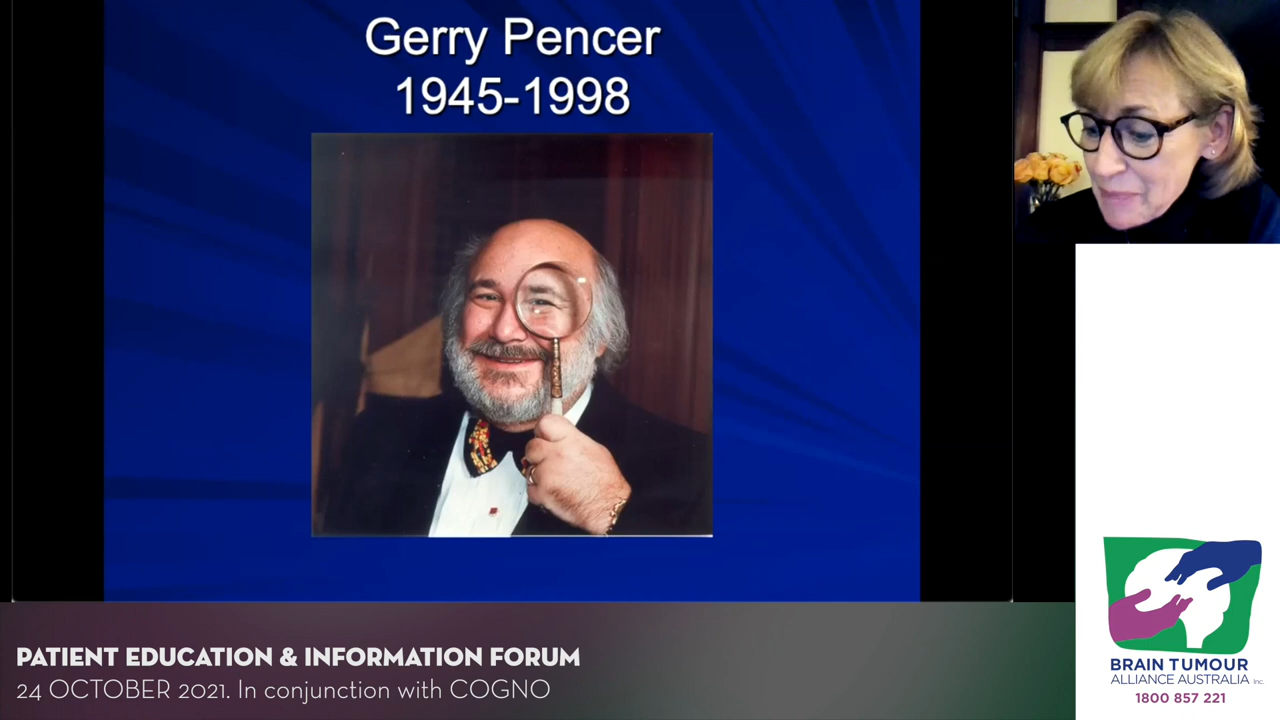 Gerry Pencer
1945-1998
PATIENT EDUCATION & INFORMATION FORUM
24 OCTOBER 2021. In conjunction with COGNO
BRAIN TUMOUR
ALLIANCE AUSTRALIA Inc.
1800 857 221